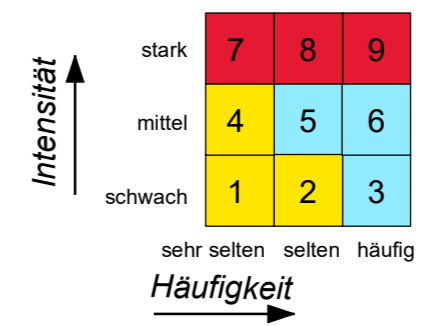 Intensität
stark 7 8 9
mittel 4 5 6
schwach 1 2 3
sehr selten selten häufig
Häufigkeit